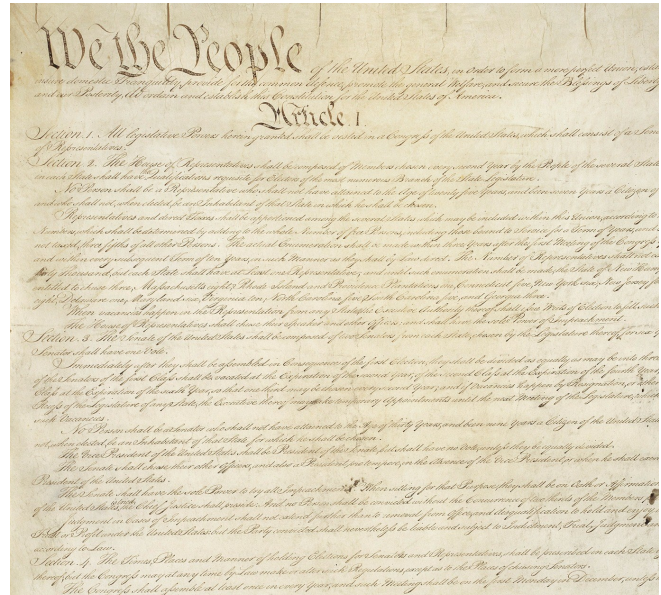 We the People of the United States, in Order to form a more perfect Union, esta
insure domestic Tranquility, provide for the common defence, promote the general Welfare, and secure the Blessings of Liberty
and our Posterity, do ordain and establish this Constitution for the United States of America.
Article. I.
Section. 1. All legislative Powers herein granted shall be vested in a Congress of the United States, which shall consist of a Sen
of Representatives.
Section. 2. The House of Representatives shall be composed of Members chosen every second Year by the People of the several States
in each State shall have the Qualifications requisite for Electors of the most numerous Branch of the State Legislature.
No Person shall be a Representative who shall not have attained to the Age of twenty five Years, and been seven Years a Citizen of
and who shall not, when elected, be an Inhabitant of that State in which he shall be chosen.
Representatives and direct Taxes shall be apportioned among the several States which may be included within this Union, according to
Numbers, which shall be determined by adding to the whole Number of free Persons, including those bound to Service for a Term of Years, and
not taxed, three fifths of all other Persons. The actual Enumeration shall be made within three Years after the first Meeting of the Congress
and within every subsequent Term of ten Years, in such Manner as they shall by Law direct. The Number of Representatives shall not ex
thirty Thousand, but each State shall have at Least one Representative; and until such enumeration shall be made, the State of New Ham
entitled to chuse three, Massachusetts eight, Rhode Island and Providence Plantations one, Connecticut five, New York six, New Jersey four
eight, Delaware one, Maryland six, Virginia ten, North Carolina five, South Carolina five, and Georgia three.
When vacancies happen in the Representation from any State, the Executive Authority thereof shall issue Writs of Election to fill such
The House of Representatives shall chuse their Speaker and other Officers; and shall have the sole Power of Impeachment.
Section. 3. The Senate of the United States shall be composed of two Senators from each State, chosen by the Legislature thereof, for six
Senator shall have one Vote.
Immediately after they shall be assembled in Consequence of the first Election, they shall be divided as equally as may be into three
of the Senators of the first Class shall be vacated at the Expiration of the second Year, of the second Class at the Expiration of the fourth Year,
Class at the Expiration of the sixth Year, so that one third may be chosen every second Year; and if Vacancies happen by Resignation, or other
Recess of the Legislature of any State, the Executive thereof may make temporary Appointments until the next Meeting of the Legislature, which
such Vacancies.
No Person shall be a Senator who shall not have attained to the Age of thirty Years, and been nine Years a Citizen of the United States
not, when elected, be an Inhabitant of that State for which he shall be chosen.
The Vice President of the United States shall be President of the Senate, but shall have no Vote, unless they be equally divided.
The Senate shall chuse their other Officers, and also a President pro tempore, in the Absence of the Vice President, or when he shall exerc
President of the United States.
The Senate shall have the sole Power to try all Impeachments. When sitting for that Purpose, they shall be on Oath or Affirmation
of the United States is tried, the Chief Justice shall preside: And no Person shall be convicted without the Concurrence of two thirds of the Members
Judgment in Cases of Impeachment shall not extend further than to removal from Office, and disqualification to hold and enjoy
Trust or Profit under the United States: but the Party convicted shall nevertheless be liable and subject to Indictment, Trial, Judgment
according to Law.
Section. 4. The Times, Places and Manner of holding Elections for Senators and Representatives, shall be prescribed in each State
thereof; but the Congress may at any time by Law make or alter such Regulations, except as to the Places of chusing Senators.
The Congress shall assemble at least once in every Year, and such Meeting shall be on the first Monday in December, unless